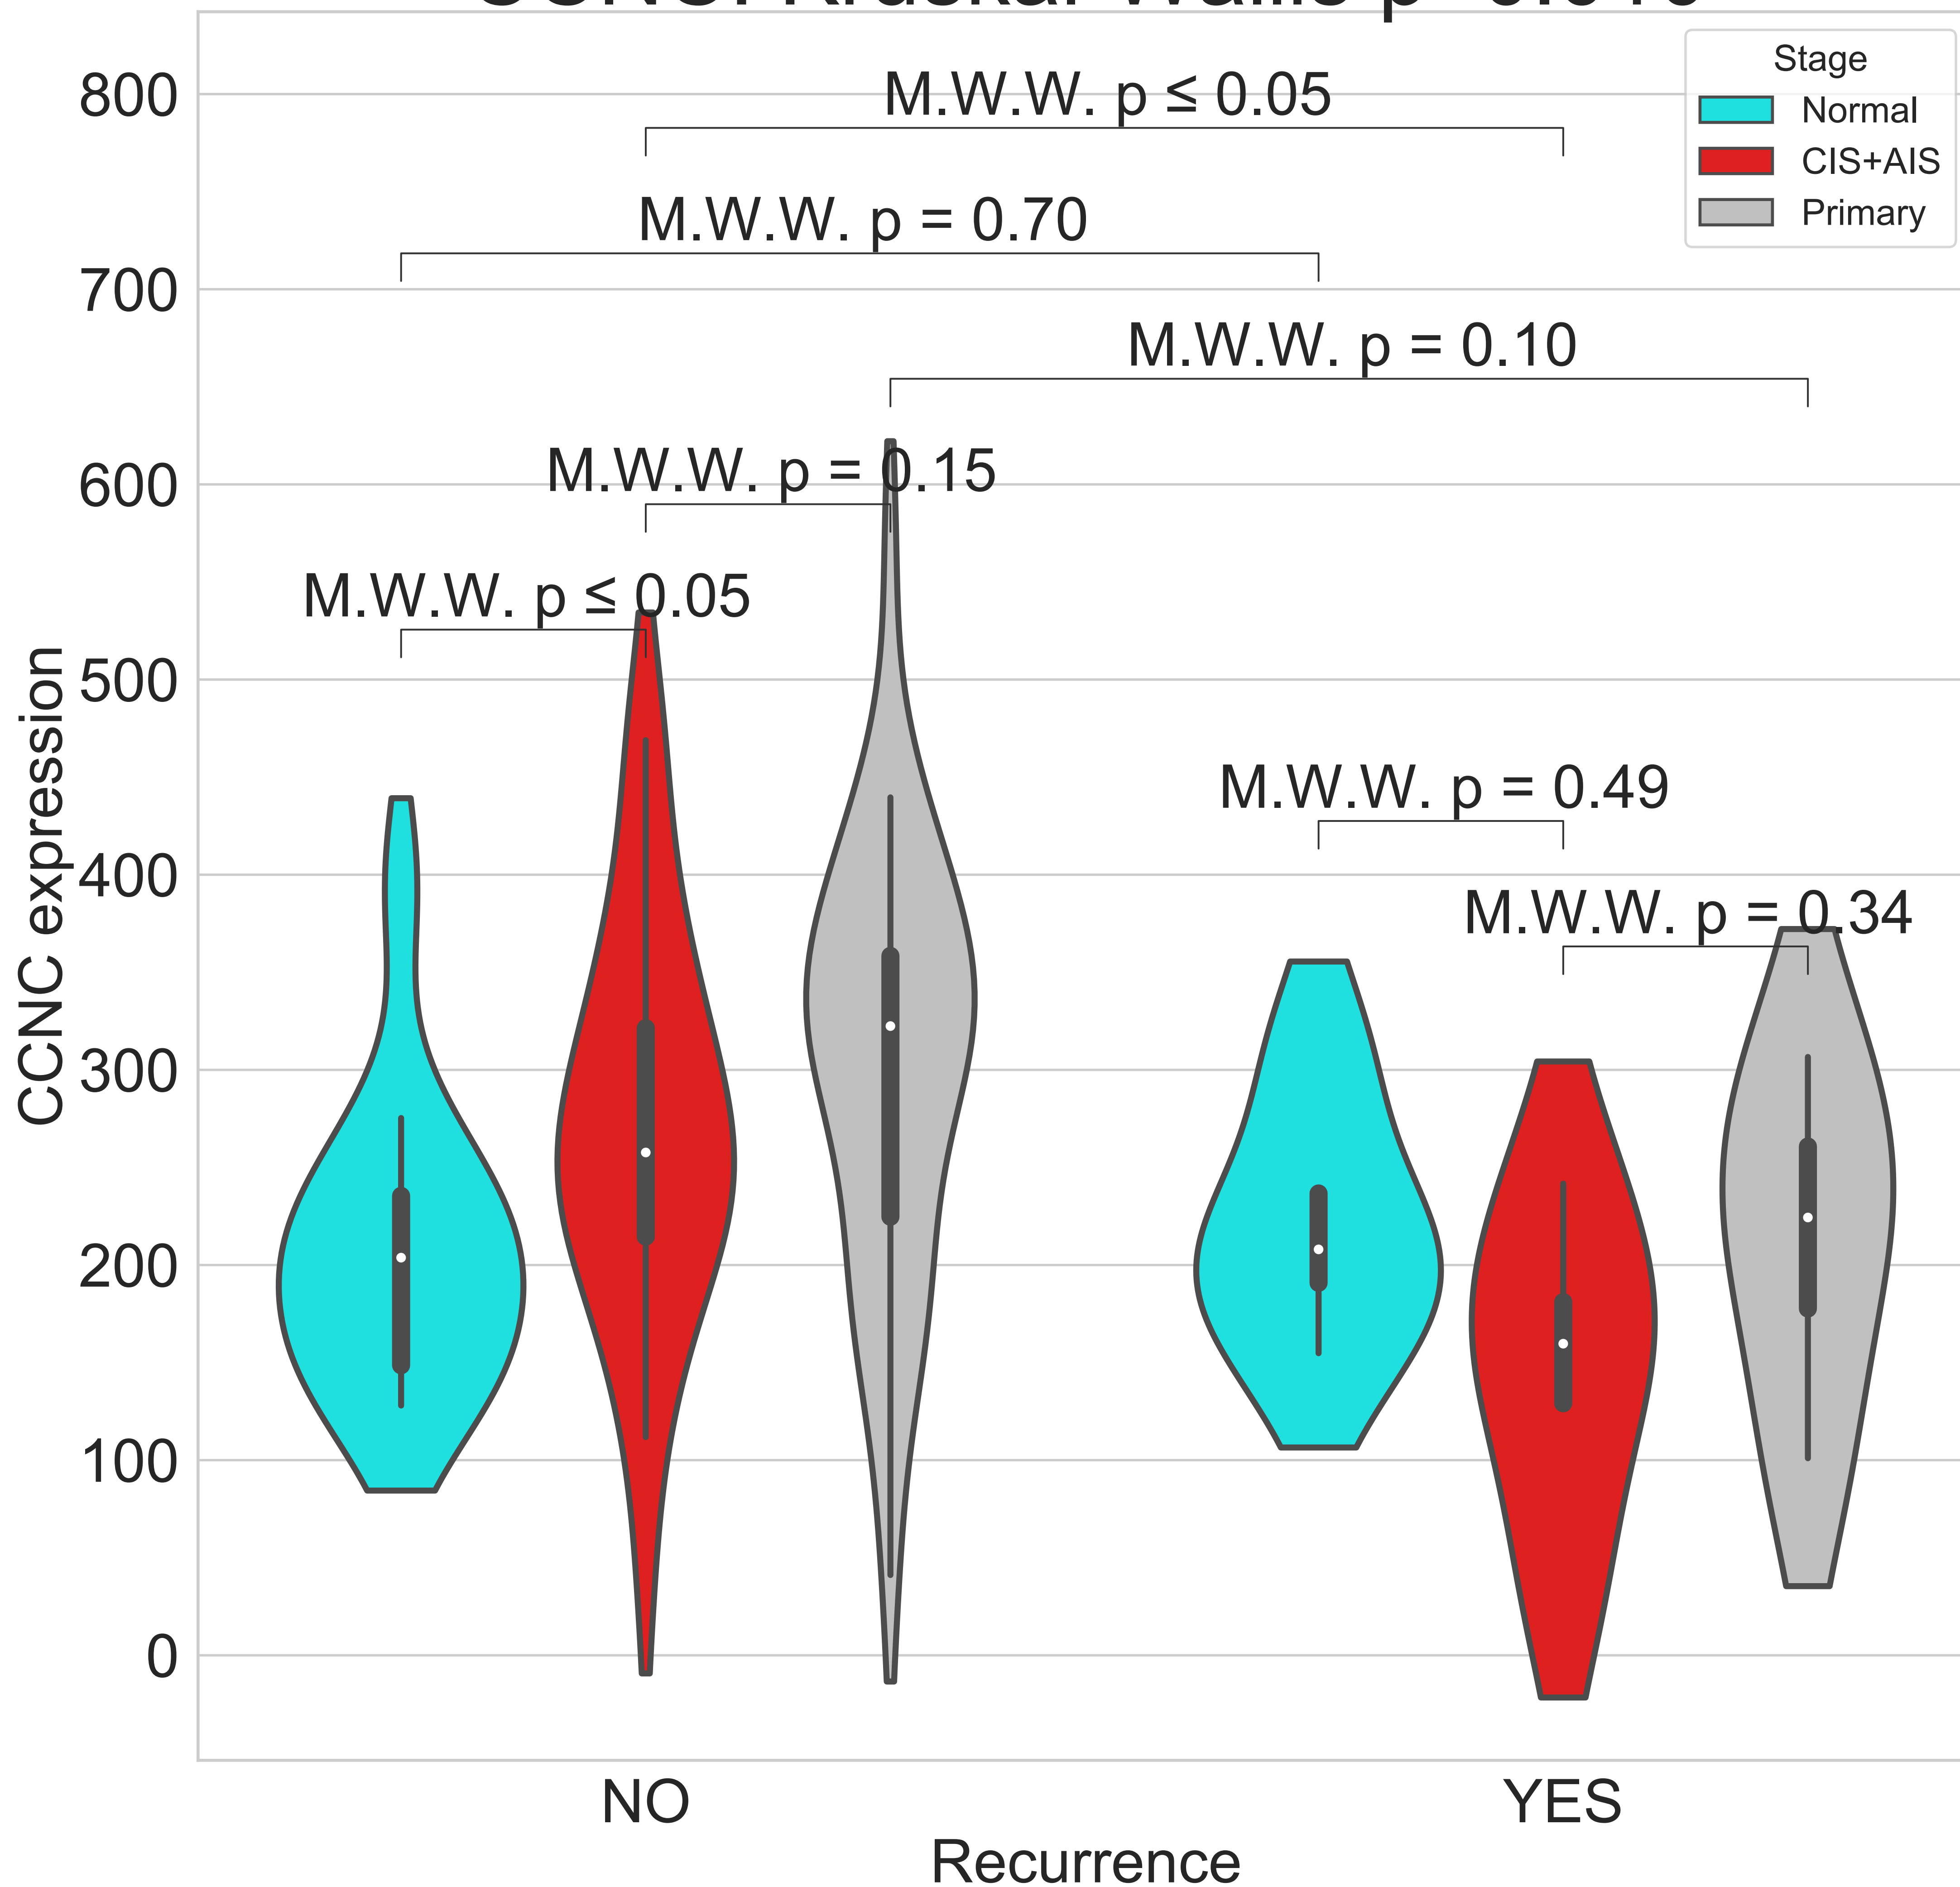 Stage
Normal
CIS+AIS
Primary
M.W.W. p ≤ 0.05
M.W.W. p = 0.70
M.W.W. p = 0.10
M.W.W. p = 0.15
M.W.W. p ≤ 0.05
M.W.W. p = 0.49
M.W.W. p = 0.34
800
700
600
500
400
300
200
100
0
CCNC expression
NO
YES
Recurrence